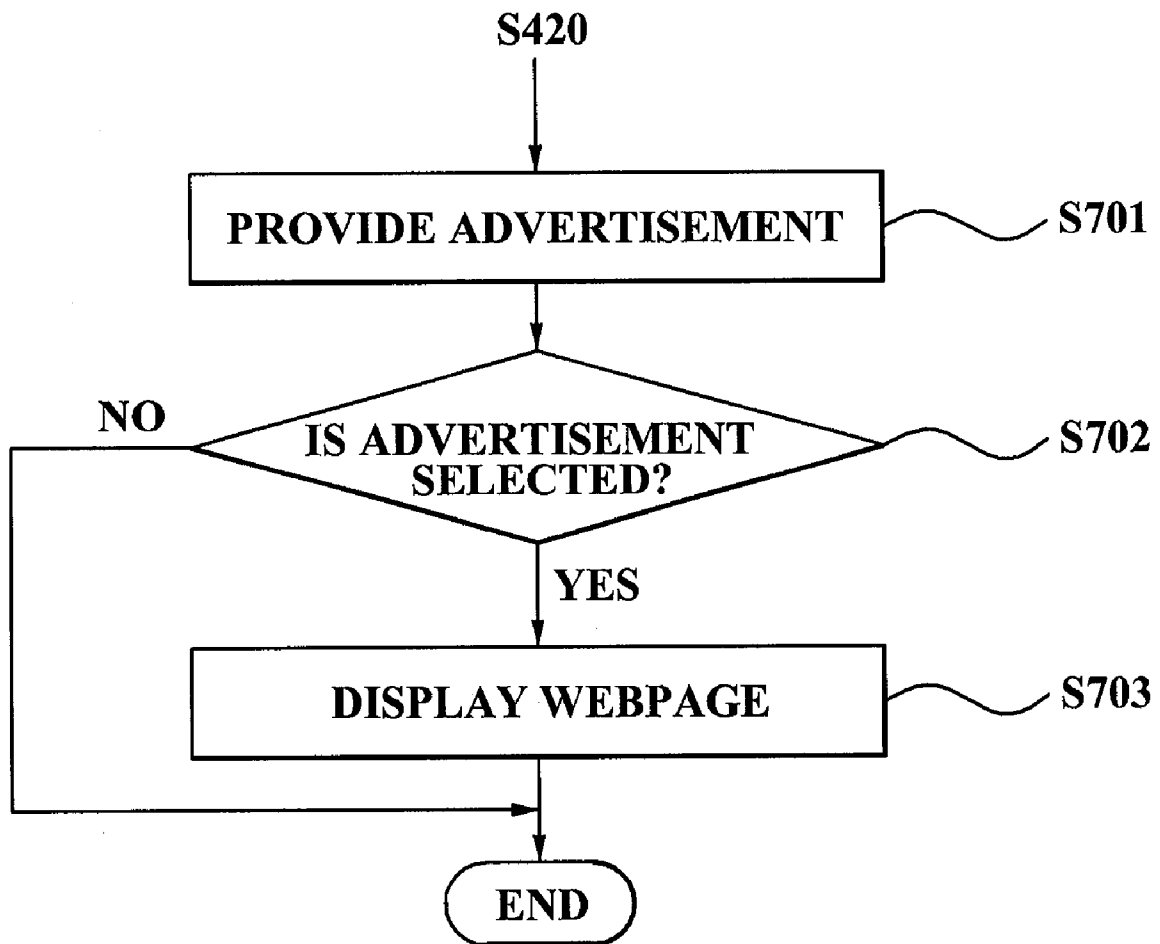 S420
PROVIDE ADVERTISEMENT
S701
NO
IS ADVERTISEMENT
SELECTED?
S702
YES
DISPLAY WEBPAGE
S703
END